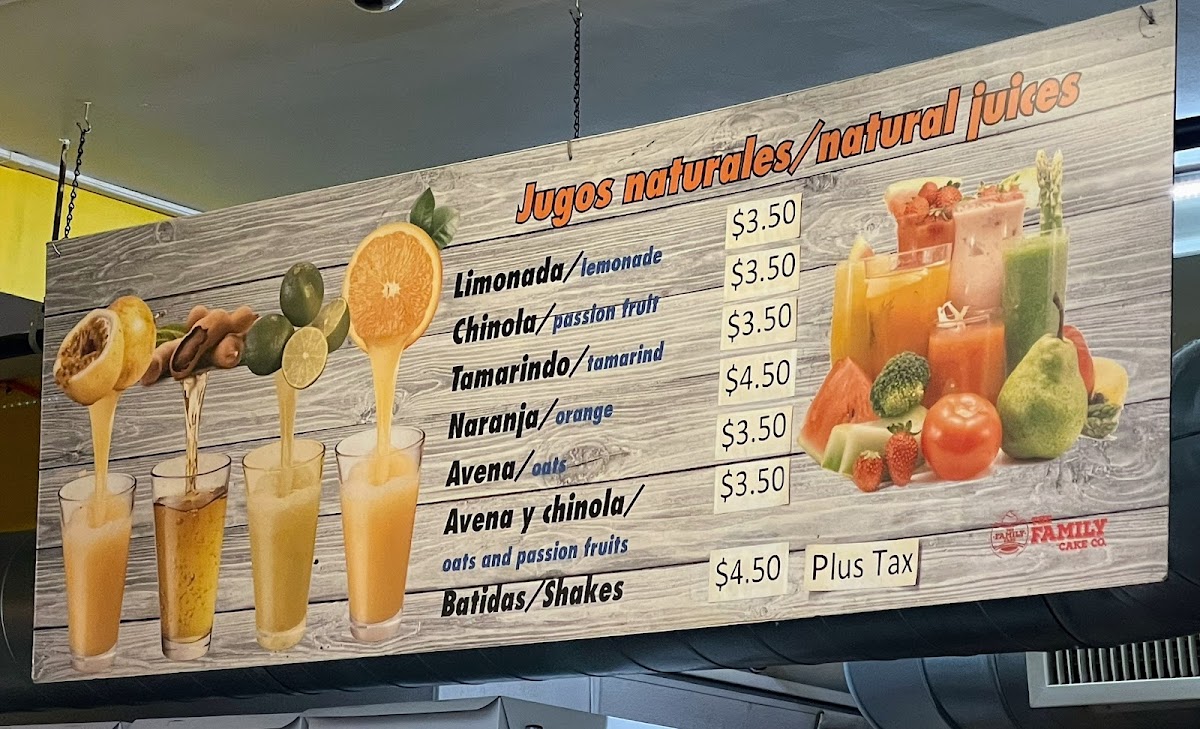 Jugos naturales/natural juices
Limonada/lemonade $3.50
Chinola/passion fruit $3.50
Tamarindo/tamarind $3.50
Naranja/orange $4.50
Avena/oats $3.50
Avena y chinola/ $3.50
oats and passion fruits
Batidas/Shakes $4.50 Plus Tax
THE
FAMILY
CAKE CO.